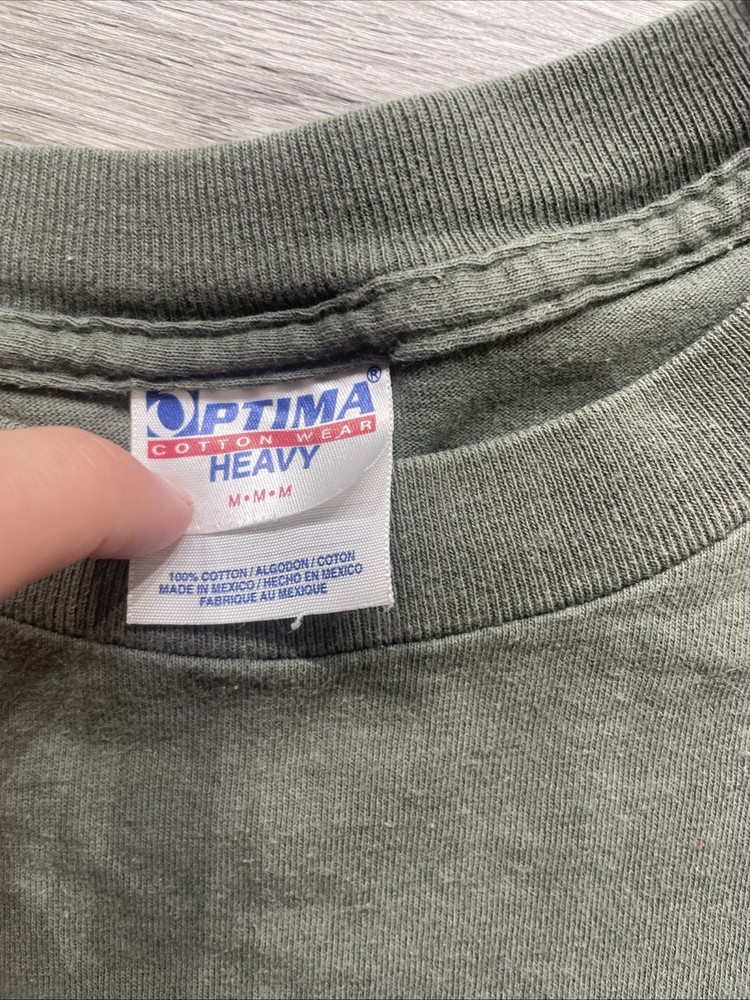 OPTIMA®
COTTON WEAR
HEAVY
M•M•M
100% COTTON / ALGODON / COTON
MADE IN MEXICO / HECHO EN MEXICO
FABRIQUE AU MEXIQUE